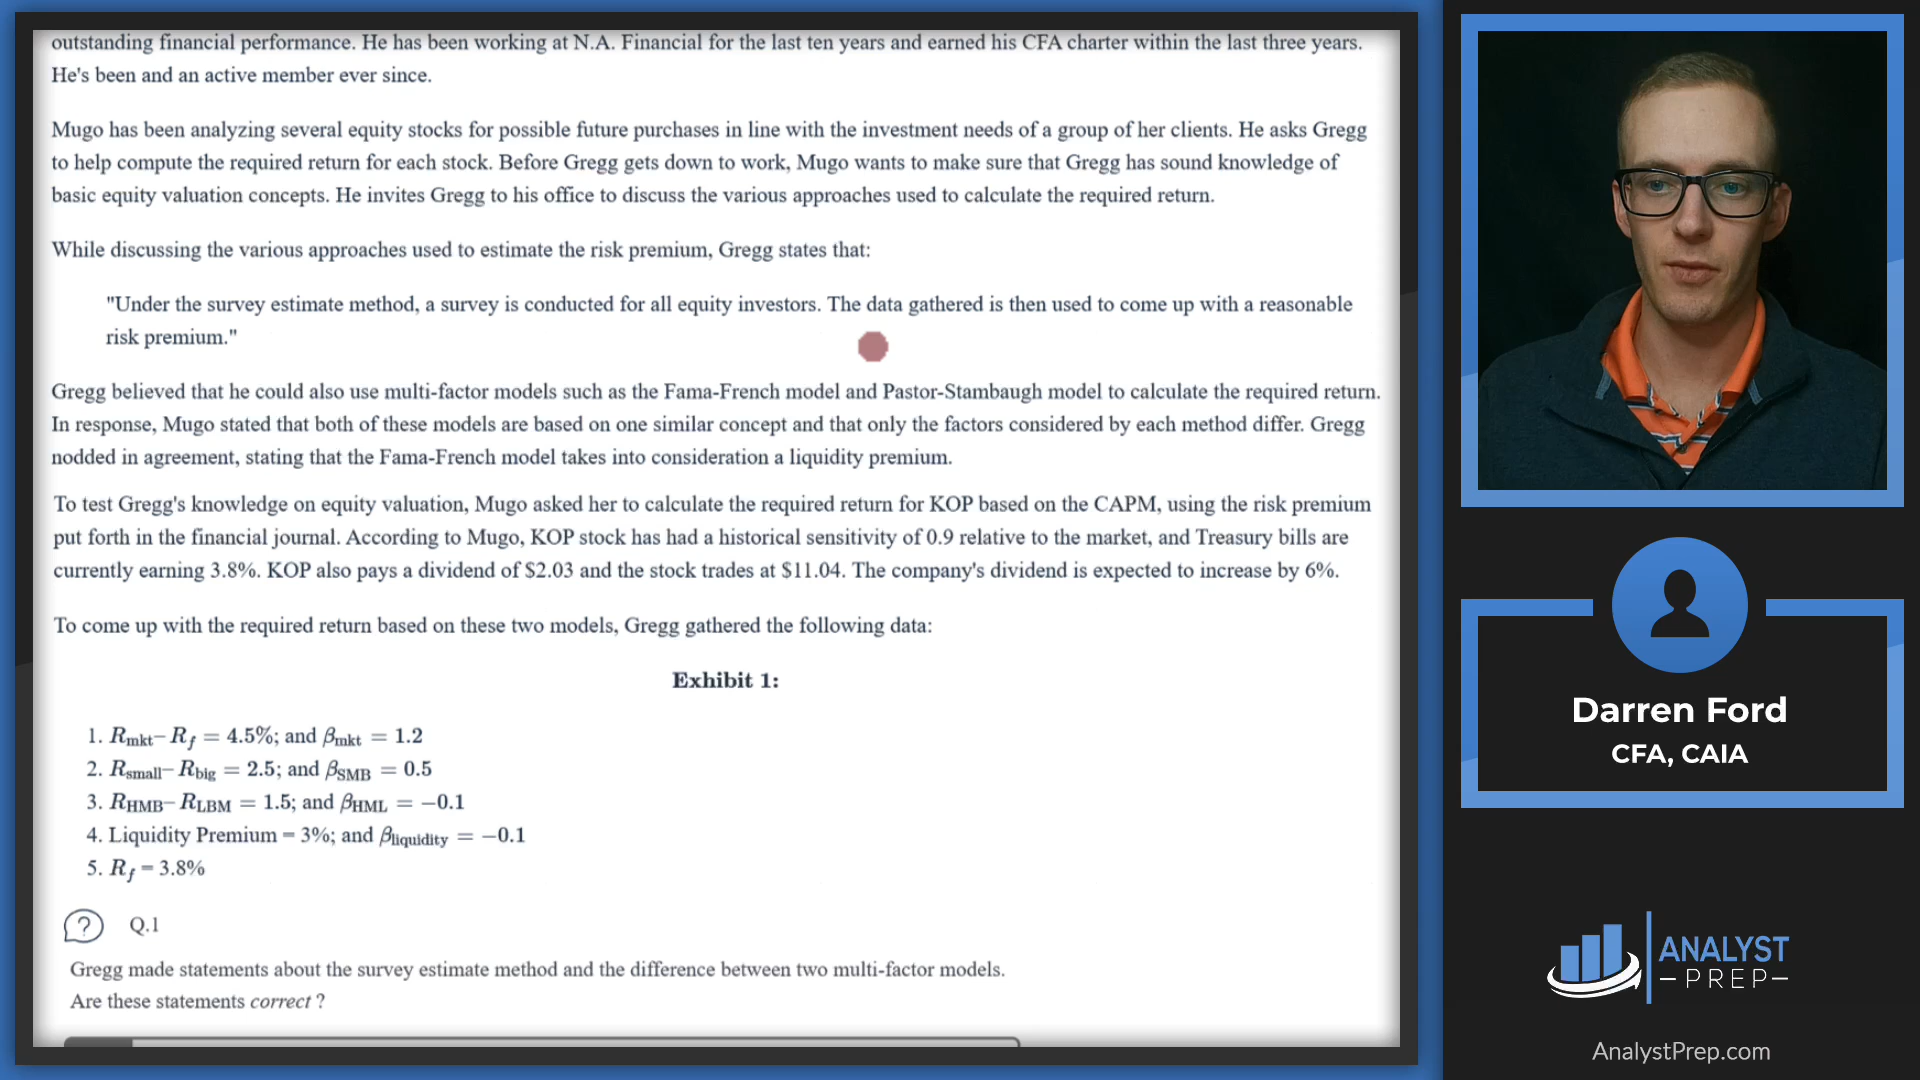 outstanding financial performance. He has been working at N.A. Financial for the last ten years and earned his CFA charter within the last three years.
He's been and an active member ever since.
Mugo has been analyzing several equity stocks for possible future purchases in line with the investment needs of a group of her clients. He asks Gregg
to help compute the required return for each stock. Before Gregg gets down to work, Mugo wants to make sure that Gregg has sound knowledge of
basic equity valuation concepts. He invites Gregg to his office to discuss the various approaches used to calculate the required return.
While discussing the various approaches used to estimate the risk premium, Gregg states that:
"Under the survey estimate method, a survey is conducted for all equity investors. The data gathered is then used to come up with a reasonable
risk premium."
Gregg believed that he could also use multi-factor models such as the Fama-French model and Pastor-Stambaugh model to calculate the required return.
In response, Mugo stated that both of these models are based on one similar concept and that only the factors considered by each method differ. Gregg
nodded in agreement, stating that the Fama-French model takes into consideration a liquidity premium.
To test Gregg's knowledge on equity valuation, Mugo asked her to calculate the required return for KOP based on the CAPM, using the risk premium
put forth in the financial journal. According to Mugo, KOP stock has had a historical sensitivity of 0.9 relative to the market, and Treasury bills are
currently earning 3.8%. KOP also pays a dividend of $2.03 and the stock trades at $11.04. The company's dividend is expected to increase by 6%.
To come up with the required return based on these two models, Gregg gathered the following data:
Exhibit 1:
1. Rmkt− Rf = 4.5%; and βmkt = 1.2
2. Rsmall− Rbig = 2.5; and βSMB = 0.5
3. RHMB− RLBM = 1.5; and βHML = −0.1
4. Liquidity Premium = 3%; and βliquidity = −0.1
5. Rf = 3.8%
? Q.1
Gregg made statements about the survey estimate method and the difference between two multi-factor models.
Are these statements correct ?
Darren Ford
CFA, CAIA
ANALYST
– PREP –
AnalystPrep.com